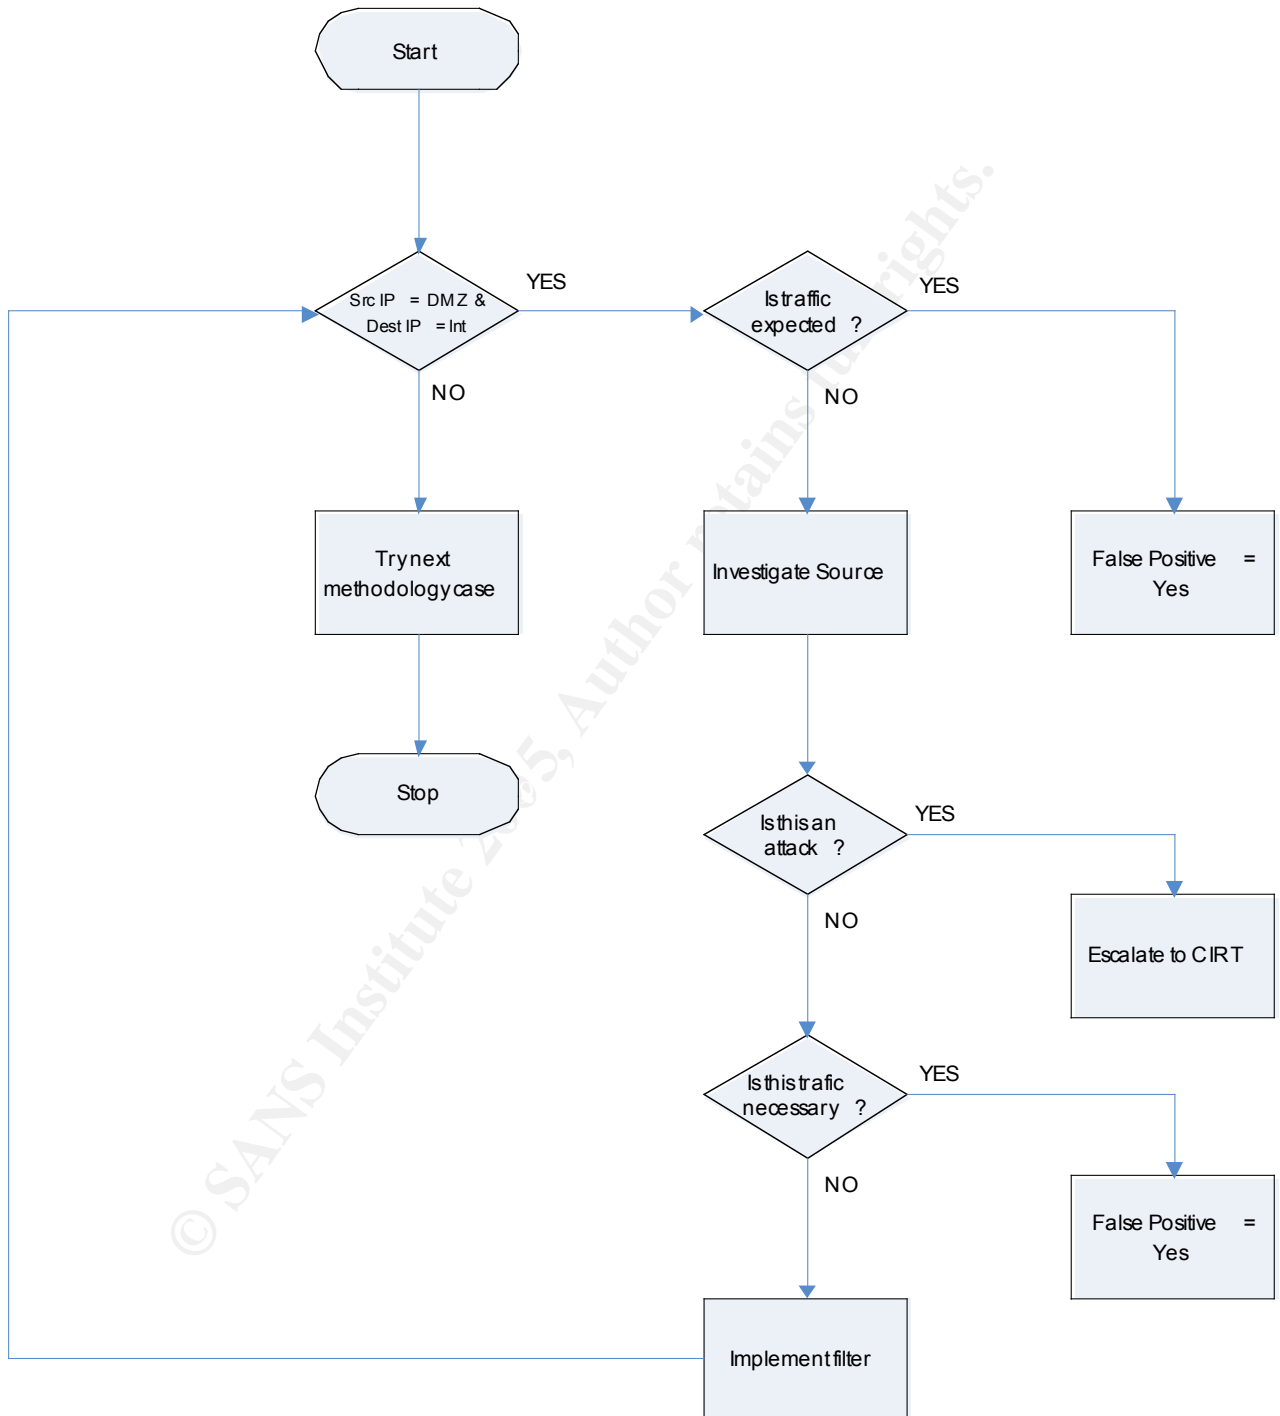 Start
Src IP = DMZ &
Dest IP = Int
YES
NO
Is traffic
expected ?
YES
NO
Try next
methodology case
Investigate Source
False Positive =
Yes
Stop
Is this an
attack ?
YES
NO
Escalate to CIRT
Is this trafic
necessary ?
YES
NO
False Positive =
Yes
Implement filter
© SANS Institute 2005, Author retains full rights.